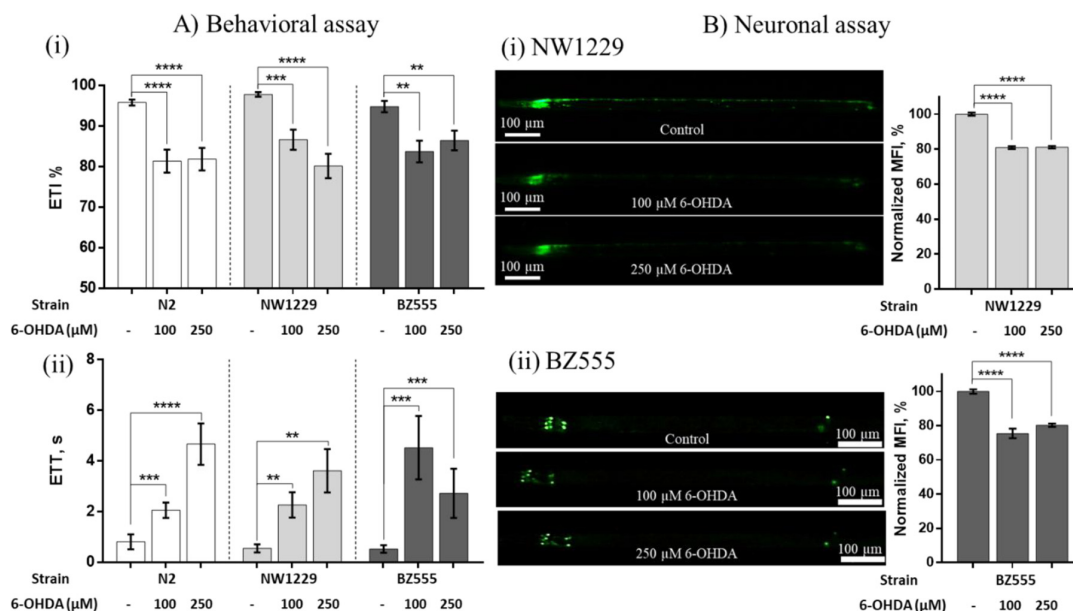 A) Behavioral assay
(i)
ETI %
100
90
80
70
60
50
****
****
****
***
**
**
Strain N2 NW1229 BZ555
6-OHDA (µM) - 100 250 - 100 250 - 100 250
(ii)
ETT, s
8
6
4
2
0
****
***
**
**
***
***
Strain N2 NW1229 BZ555
6-OHDA (µM) - 100 250 - 100 250 - 100 250
B) Neuronal assay
(i) NW1229
100 µm
Control
100 µm
100 µM 6-OHDA
100 µm
250 µM 6-OHDA
Normalized MFI, %
100
80
60
40
20
0
****
****
Strain NW1229
6-OHDA (µM) - 100 250
(ii) BZ555
Control
100 µm
100 µM 6-OHDA
100 µm
250 µM 6-OHDA
100 µm
Normalized MFI, %
100
80
60
40
20
0
****
****
Strain BZ555
6-OHDA (µM) - 100 250